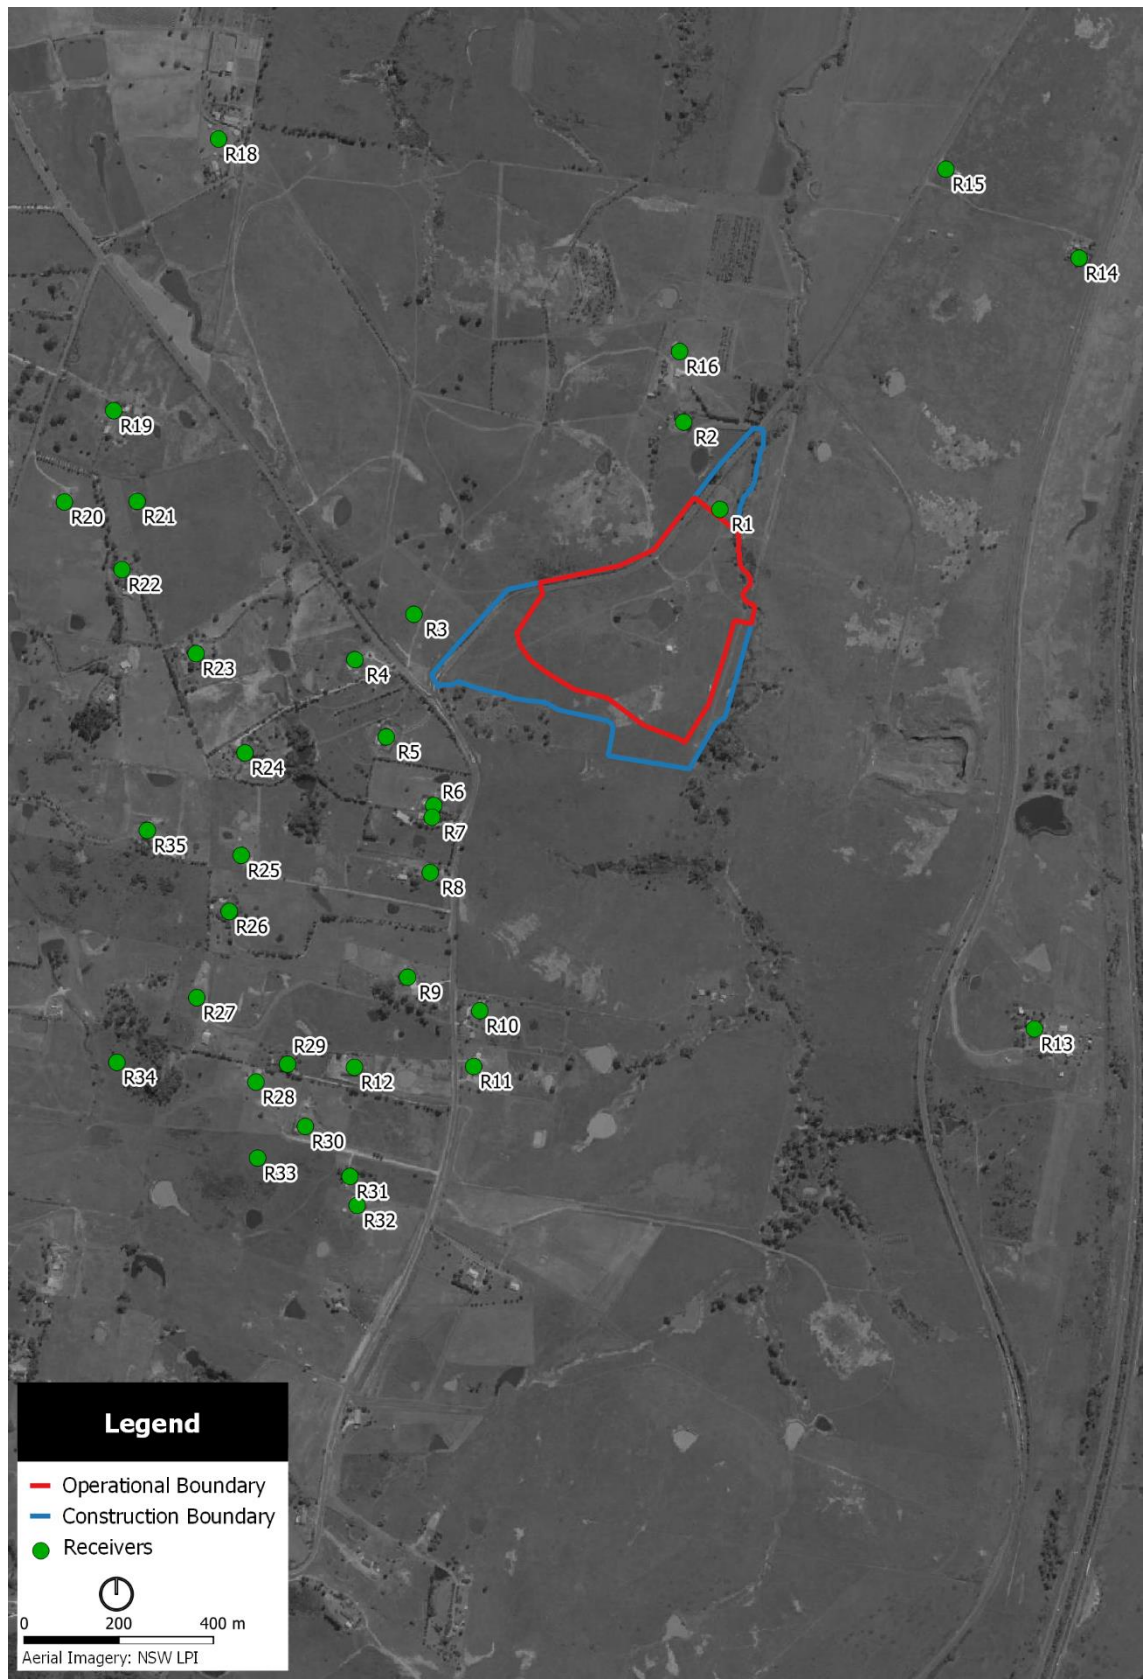 R18
R15
R14
R16
R19
R2
R20
R21
R1
R22
R3
R23
R4
R5
R24
R6
R7
R35
R25
R8
R26
R9
R27
R10
R13
R29
R34
R12
R11
R28
R30
R33
R31
R32
Legend
Operational Boundary
Construction Boundary
Receivers
0 200 400 m
Aerial Imagery: NSW LPI